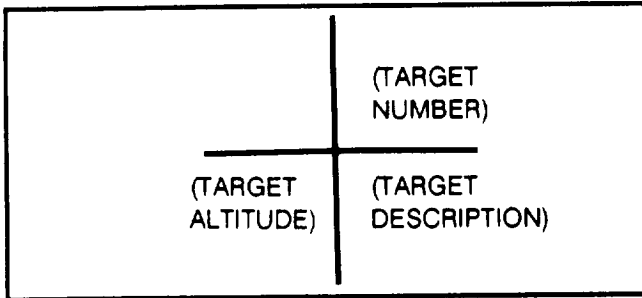 (TARGET
NUMBER)
(TARGET
ALTITUDE)
(TARGET
DESCRIPTION)